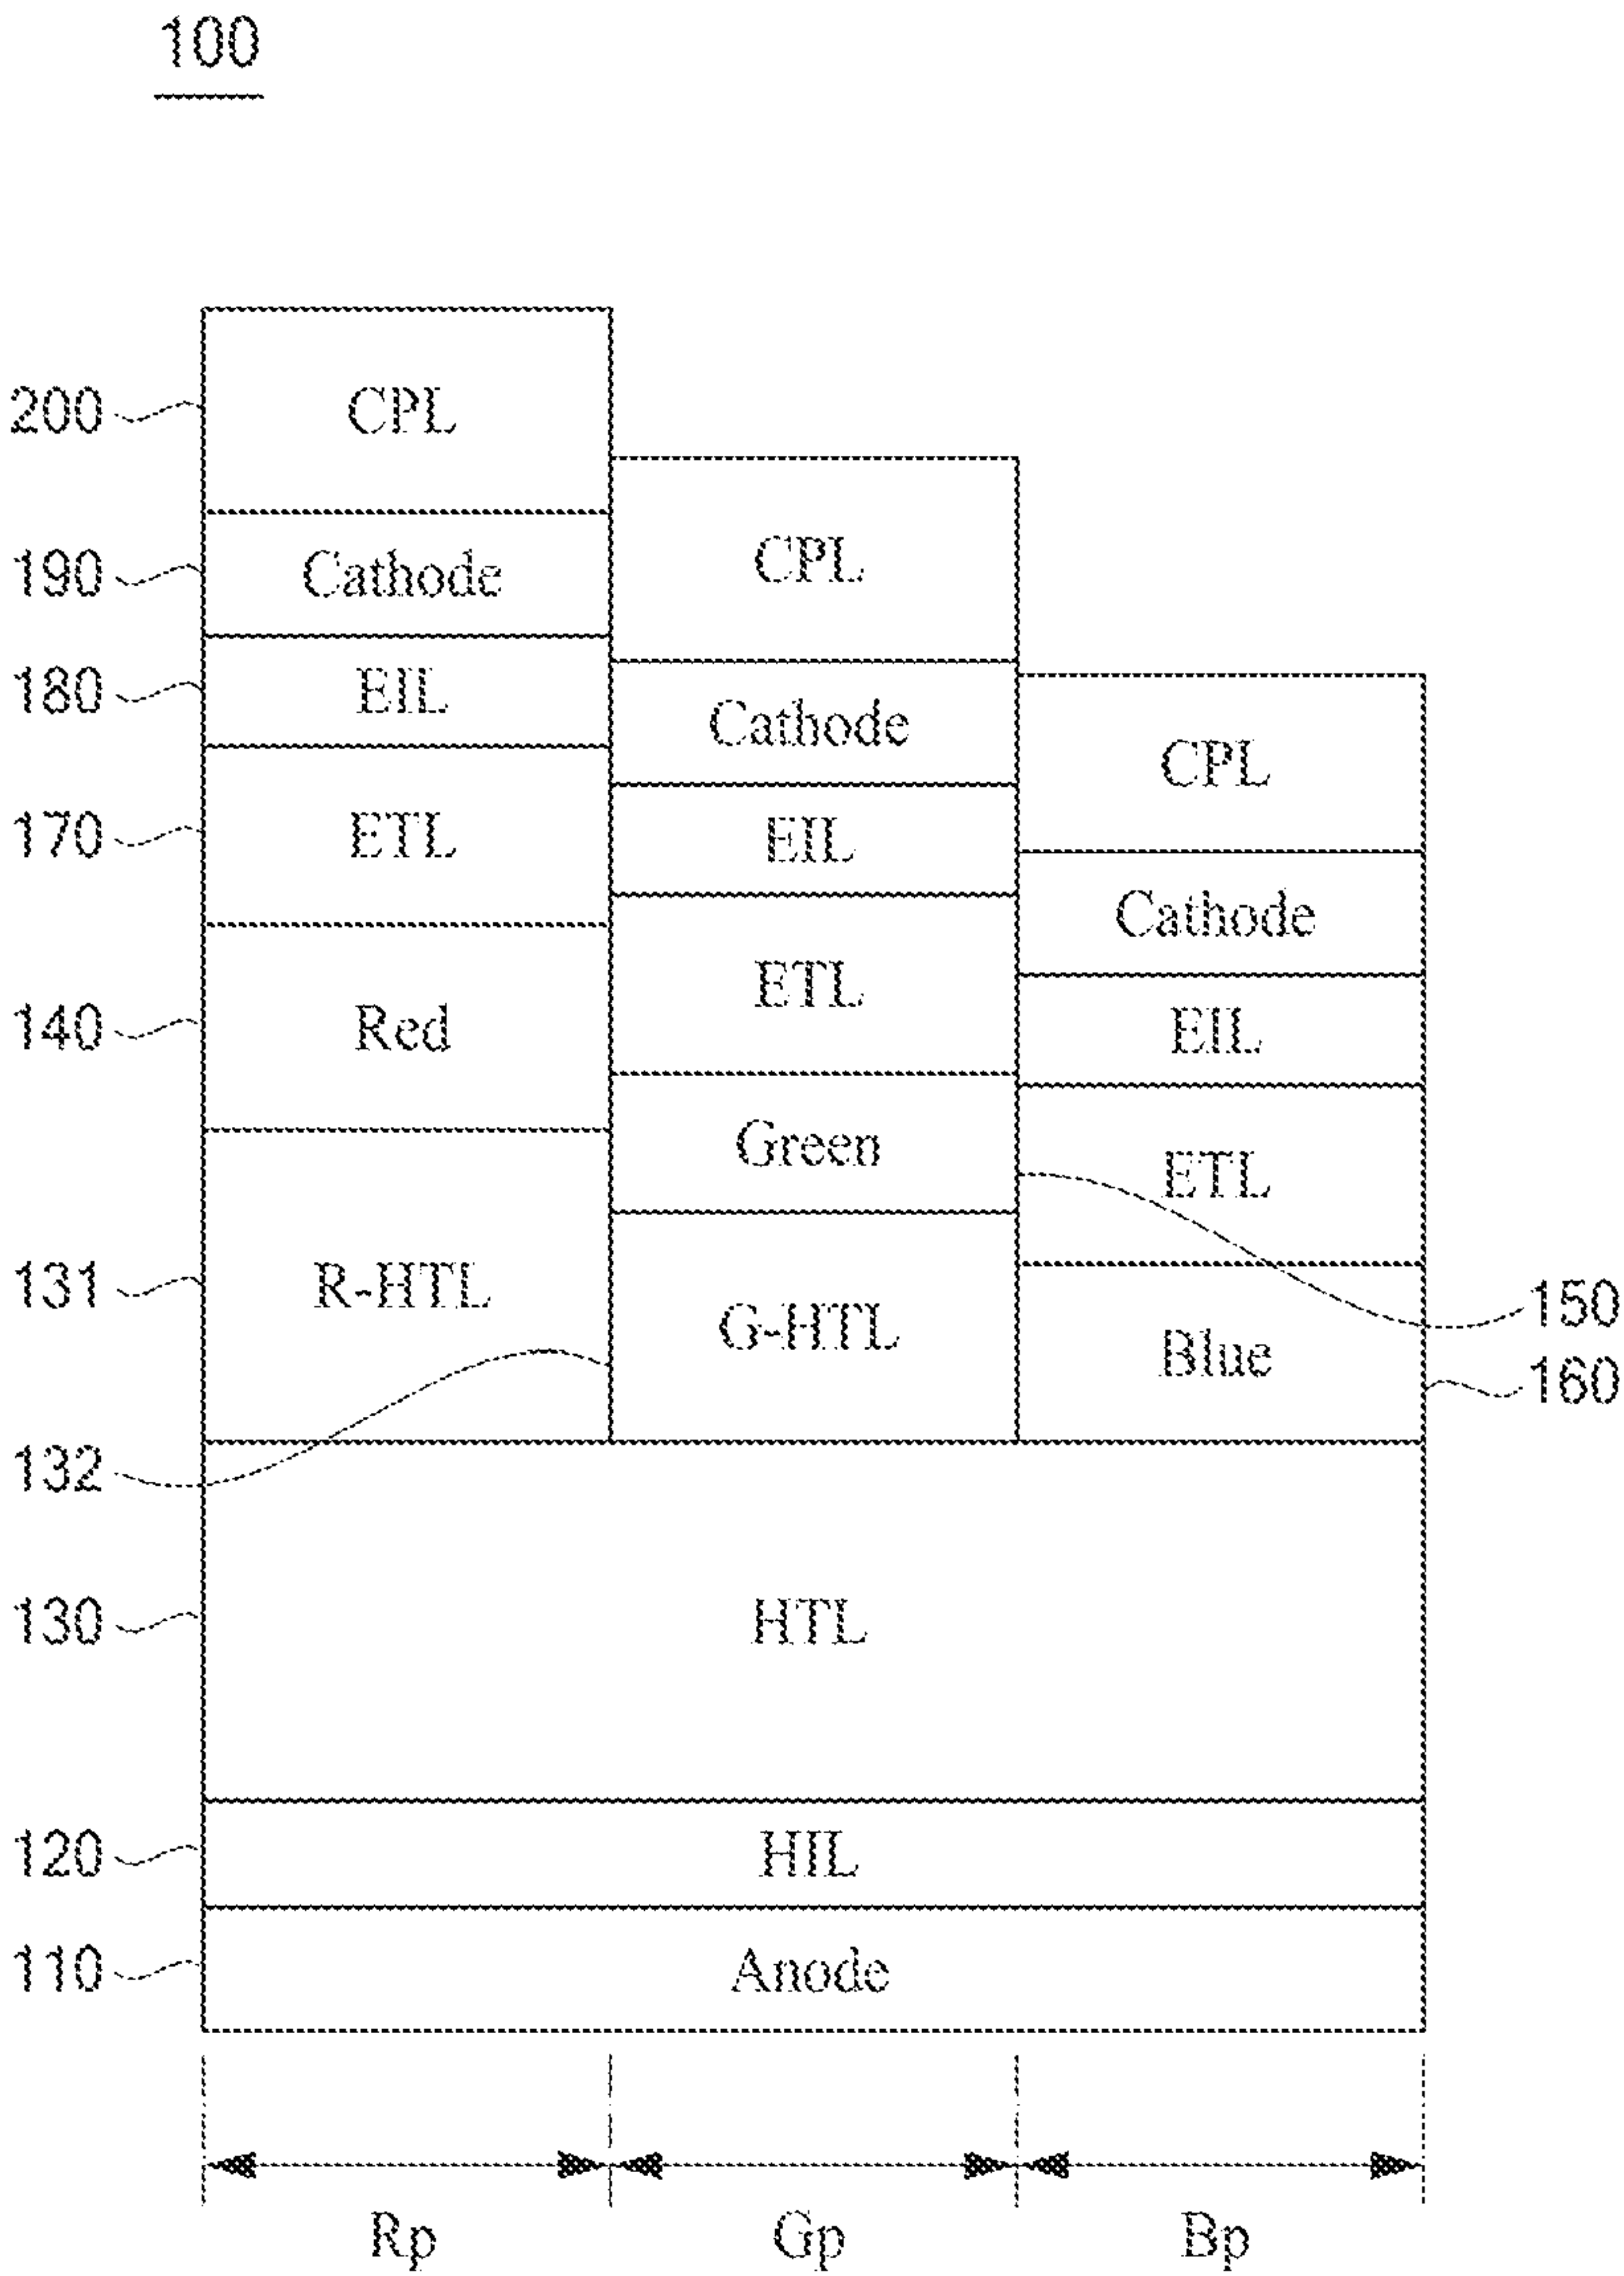 100
200 CPL
CPL
190 Cathode
180 EIL
Cathode
CPL
170 ETL
EIL
Cathode
ETL
140 Red
EIL
Green
ETL
131 R-HTL
150
G-HTL
Blue
160
132
130 HTL
120 HIL
110 Anode
Rp Gp Bp